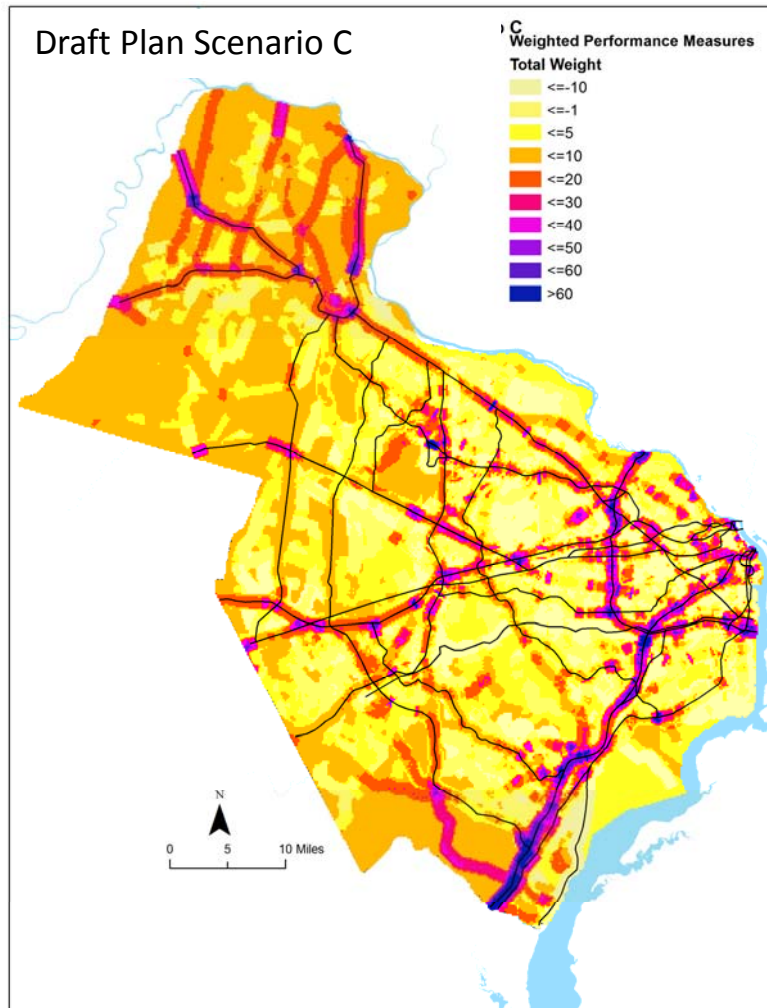 Draft Plan Scenario C
C
Weighted Performance Measures
Total Weight
<=-10
<=-1
<=5
<=10
<=20
<=30
<=40
<=50
<=60
>60
N
0 5 10 Miles